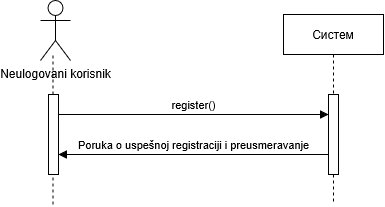 Систем
Neulogovani korisnik
register()
Poruka o uspešnoj registraciji i preusmeravanje